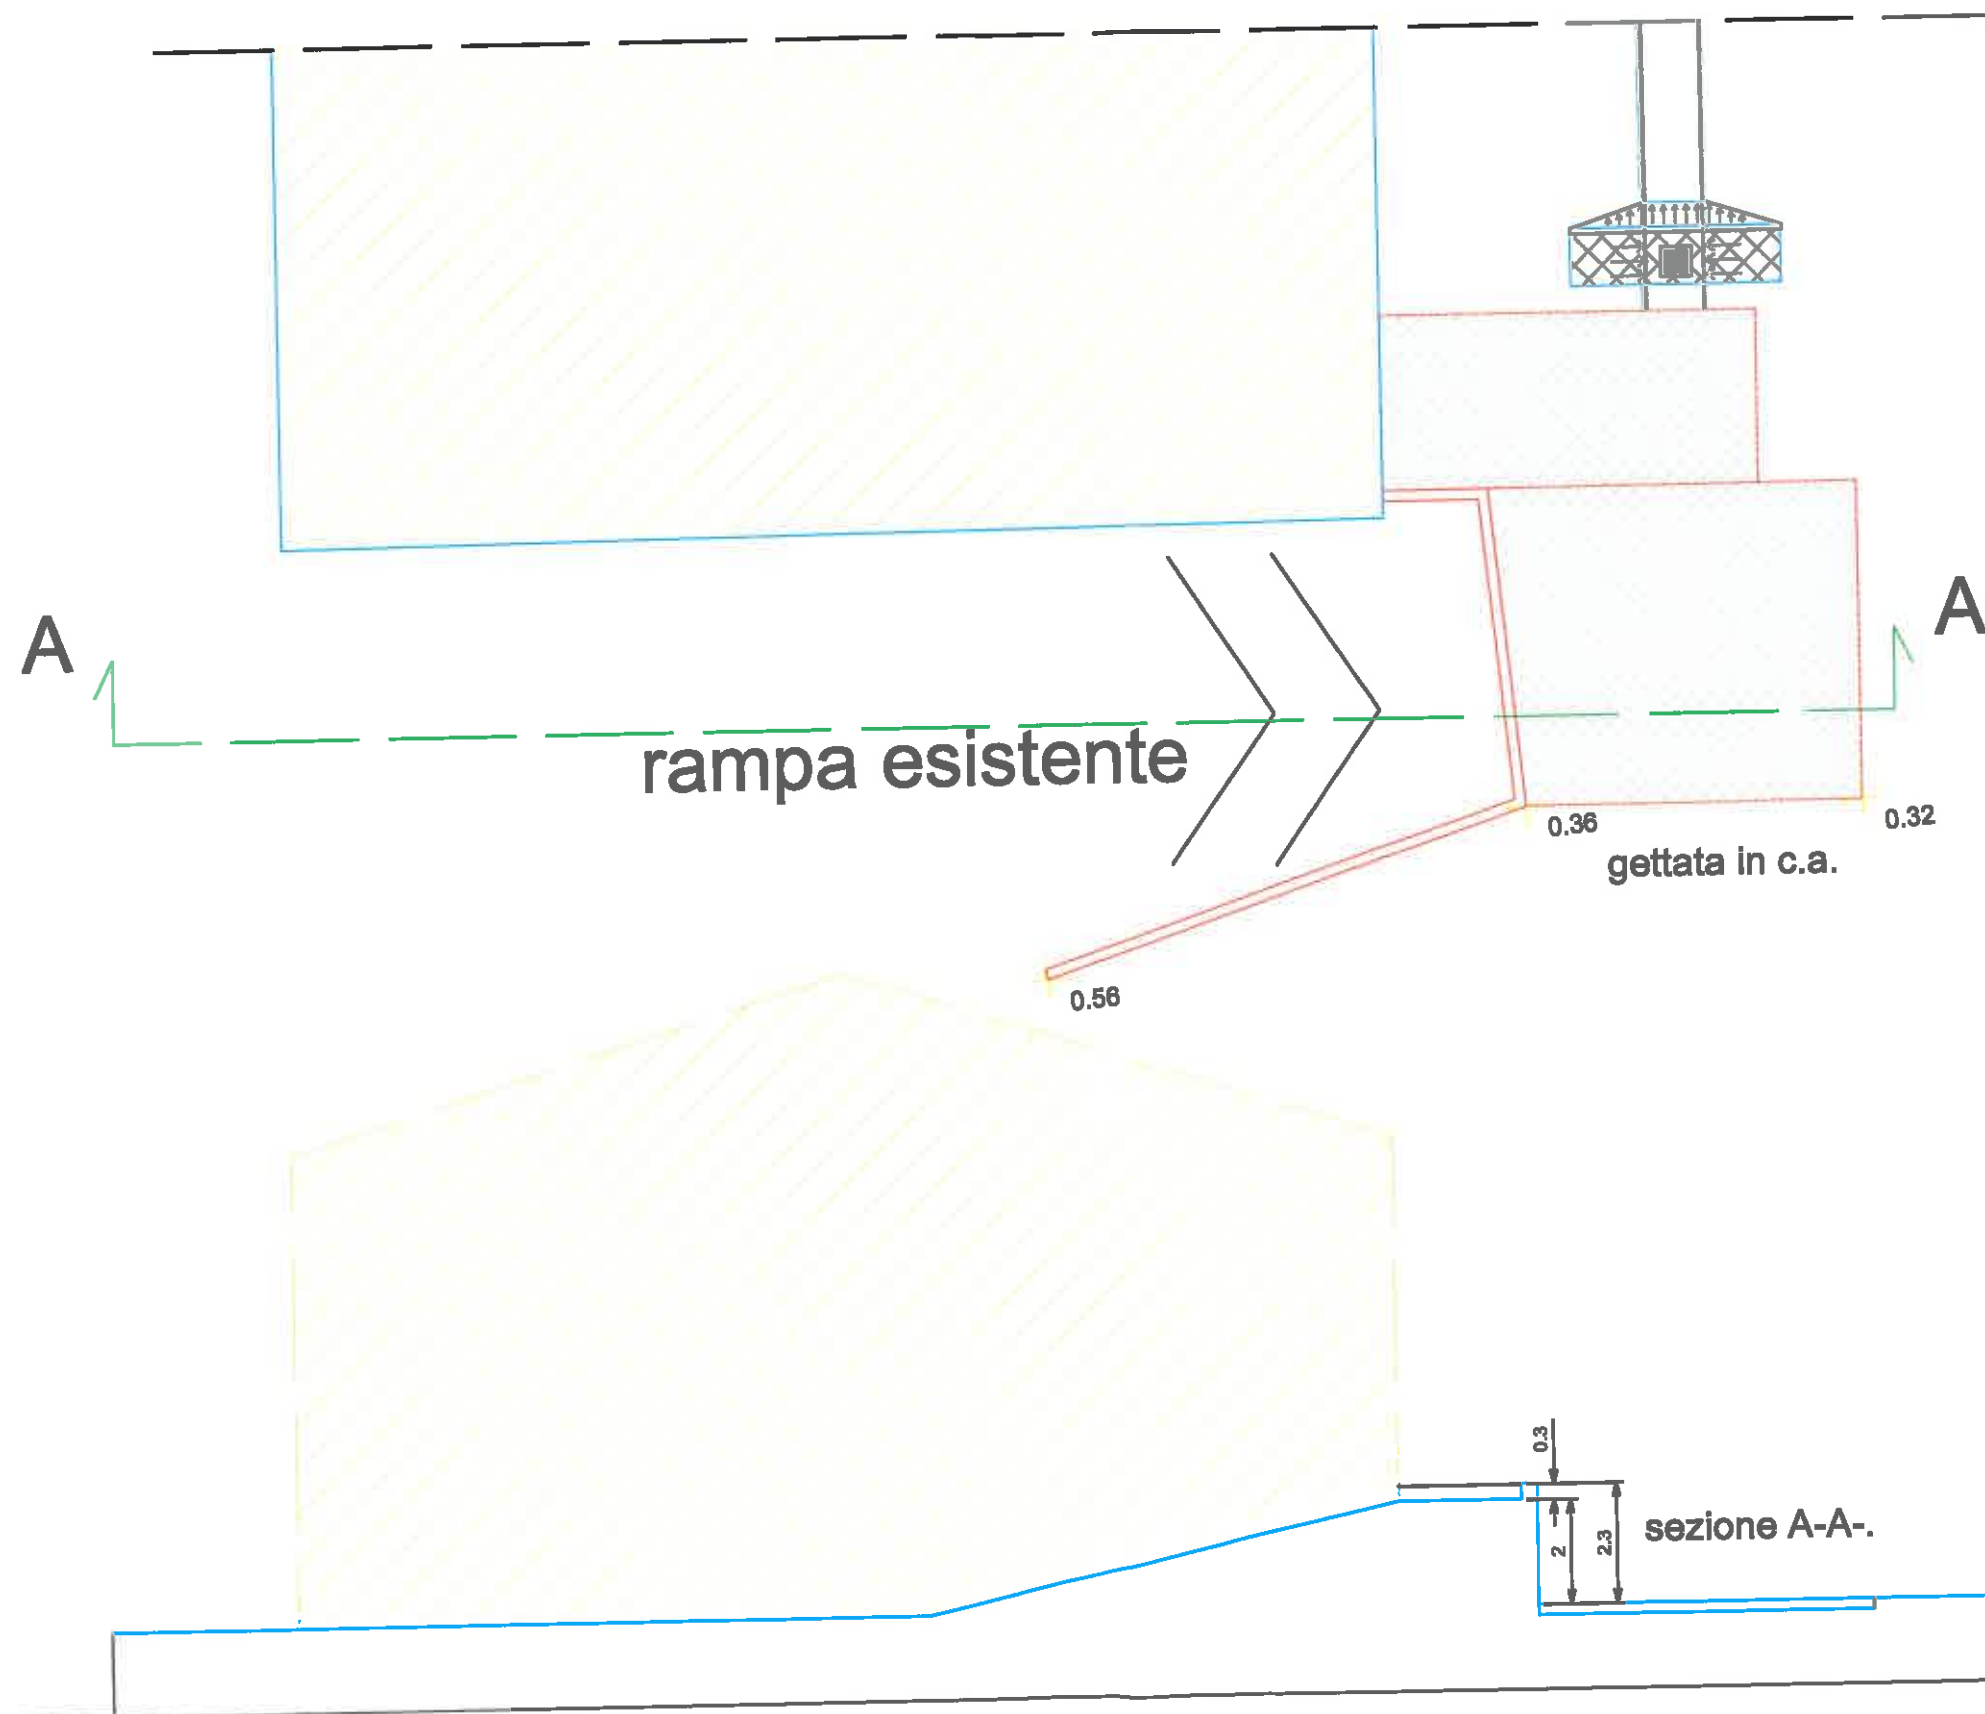 A
A
rampa esistente
0.36
0.32
gettata in c.a.
0.56
0.3
2
2.3
sezione A-A-.